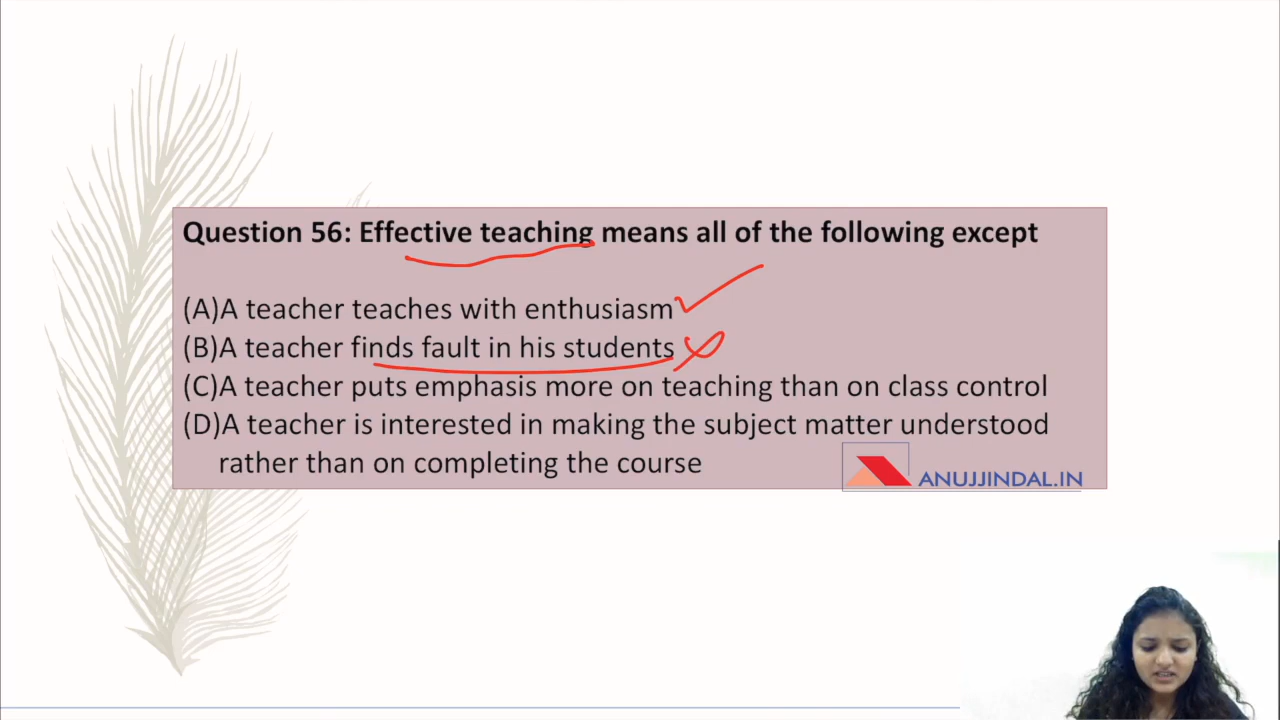 Question 56: Effective teaching means all of the following except
(A)A teacher teaches with enthusiasm
(B)A teacher finds fault in his students
(C)A teacher puts emphasis more on teaching than on class control
(D)A teacher is interested in making the subject matter understood
rather than on completing the course
ANUJJINDAL.IN